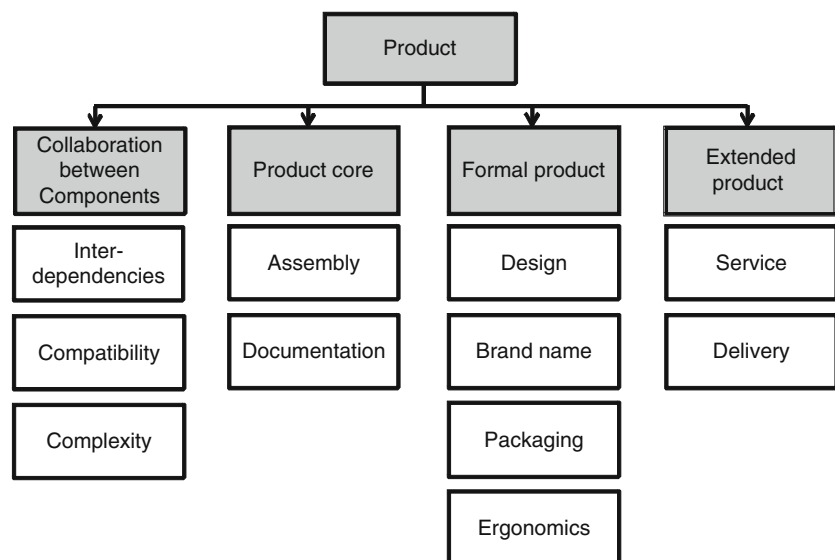 Product
Collaboration
between
Components
Product core
Formal product
Extended
product
Inter-
dependencies
Assembly
Design
Service
Compatibility
Documentation
Brand name
Delivery
Complexity
Packaging
Ergonomics